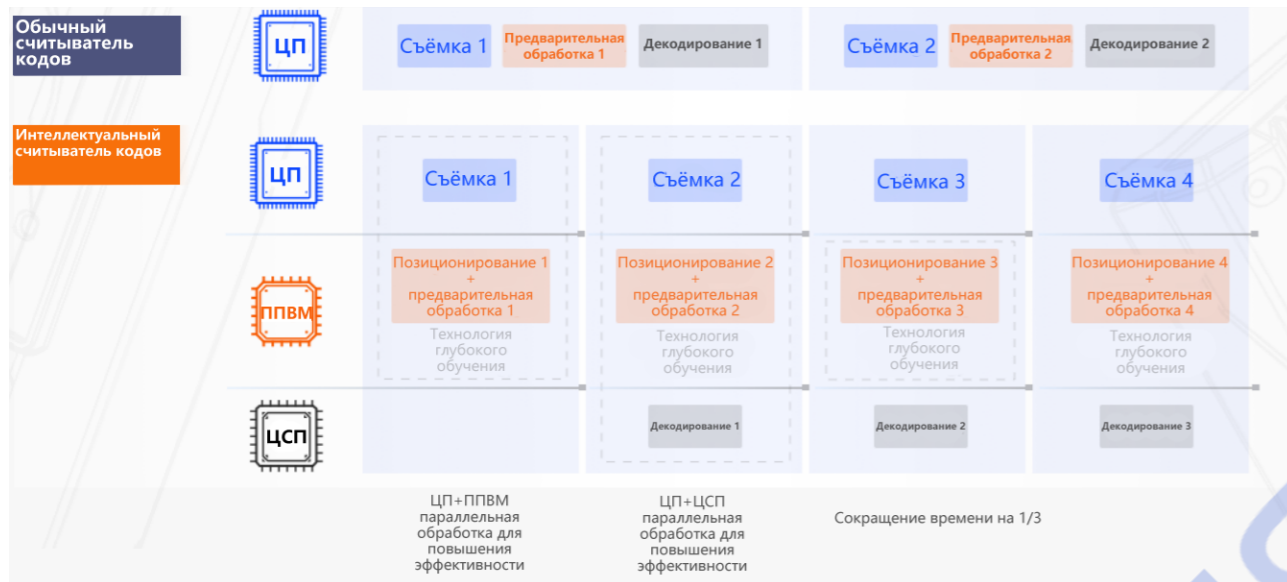 Обычный
считыватель
кодов
ЦП
Съёмка 1
Предварительная
обработка 1
Декодирование 1
Съёмка 2
Предварительная
обработка 2
Декодирование 2
Интеллектуальный
считыватель кодов
ЦП
Съёмка 1
Съёмка 2
Съёмка 3
Съёмка 4
ППВМ
Позиционирование 1
+
предварительная
обработка 1
Технология
глубокого
обучения
Позиционирование 2
+
предварительная
обработка 2
Технология
глубокого
обучения
Позиционирование 3
+
предварительная
обработка 3
Технология
глубокого
обучения
Позиционирование 4
+
предварительная
обработка 4
Технология
глубокого
обучения
ЦСП
Декодирование 1
Декодирование 2
Декодирование 3
ЦП+ППВМ
параллельная
обработка для
повышения
эффективности
ЦП+ЦСП
параллельная
обработка для
повышения
эффективности
Сокращение времени на 1/3